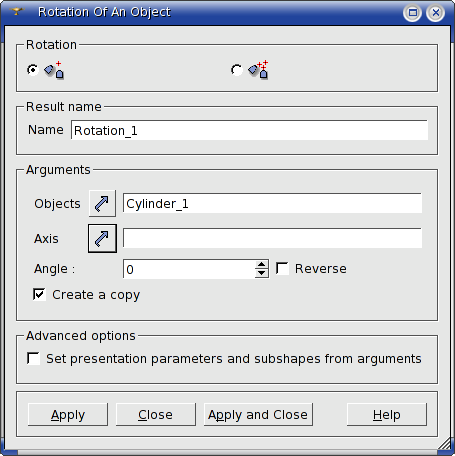 Rotation Of An Object
Rotation
Result name
Name Rotation_1
Arguments
Objects Cylinder_1
Axis
Angle : 0 Reverse
Create a copy
Advanced options
Set presentation parameters and subshapes from arguments
Apply Close Apply and Close Help